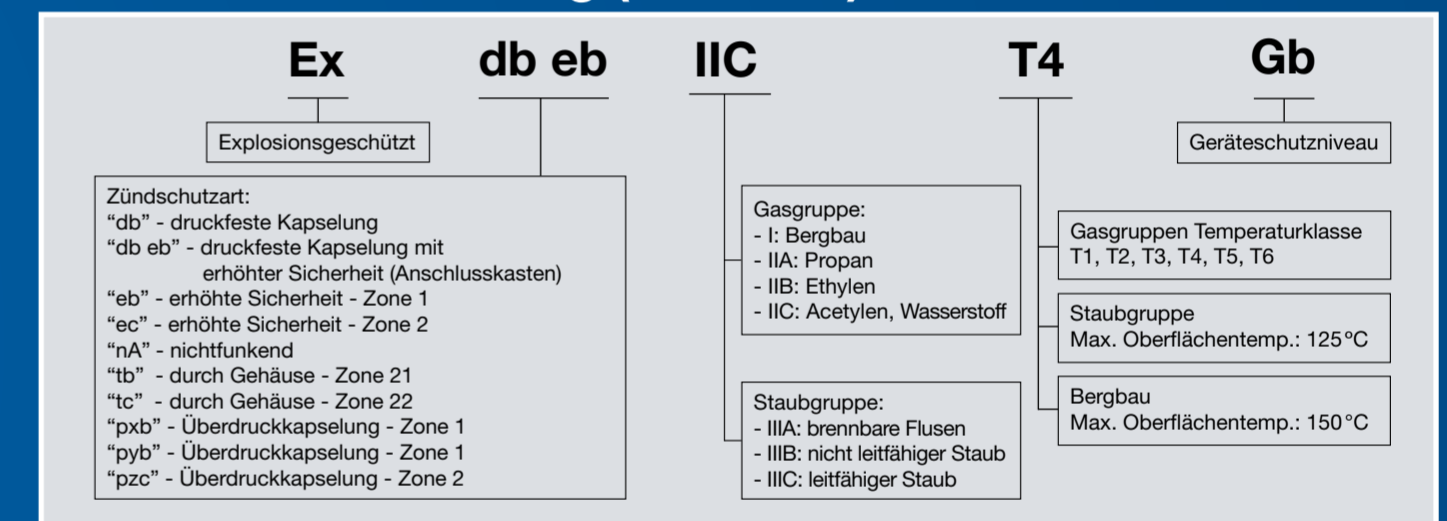 Ex db eb IIC T4 Gb
Explosionsgeschützt
Geräteschutzniveau
Zündschutzart:
“db” - druckfeste Kapselung
“db eb” - druckfeste Kapselung mit
erhöhter Sicherheit (Anschlusskasten)
“eb” - erhöhte Sicherheit - Zone 1
“ec” - erhöhte Sicherheit - Zone 2
“nA” - nichtfunkend
“tb” - durch Gehäuse - Zone 21
“tc” - durch Gehäuse - Zone 22
“pxb” - Überdruckkapselung - Zone 1
“pyb” - Überdruckkapselung - Zone 1
“pzc” - Überdruckkapselung - Zone 2
Gasgruppe:
- I: Bergbau
- IIA: Propan
- IIB: Ethylen
- IIC: Acetylen, Wasserstoff
Staubgruppe:
- IIIA: brennbare Flusen
- IIIB: nicht leitfähiger Staub
- IIIC: leitfähiger Staub
Gasgruppen Temperaturklasse
T1, T2, T3, T4, T5, T6
Staubgruppe
Max. Oberflächentemp.: 125°C
Bergbau
Max. Oberflächentemp.: 150°C